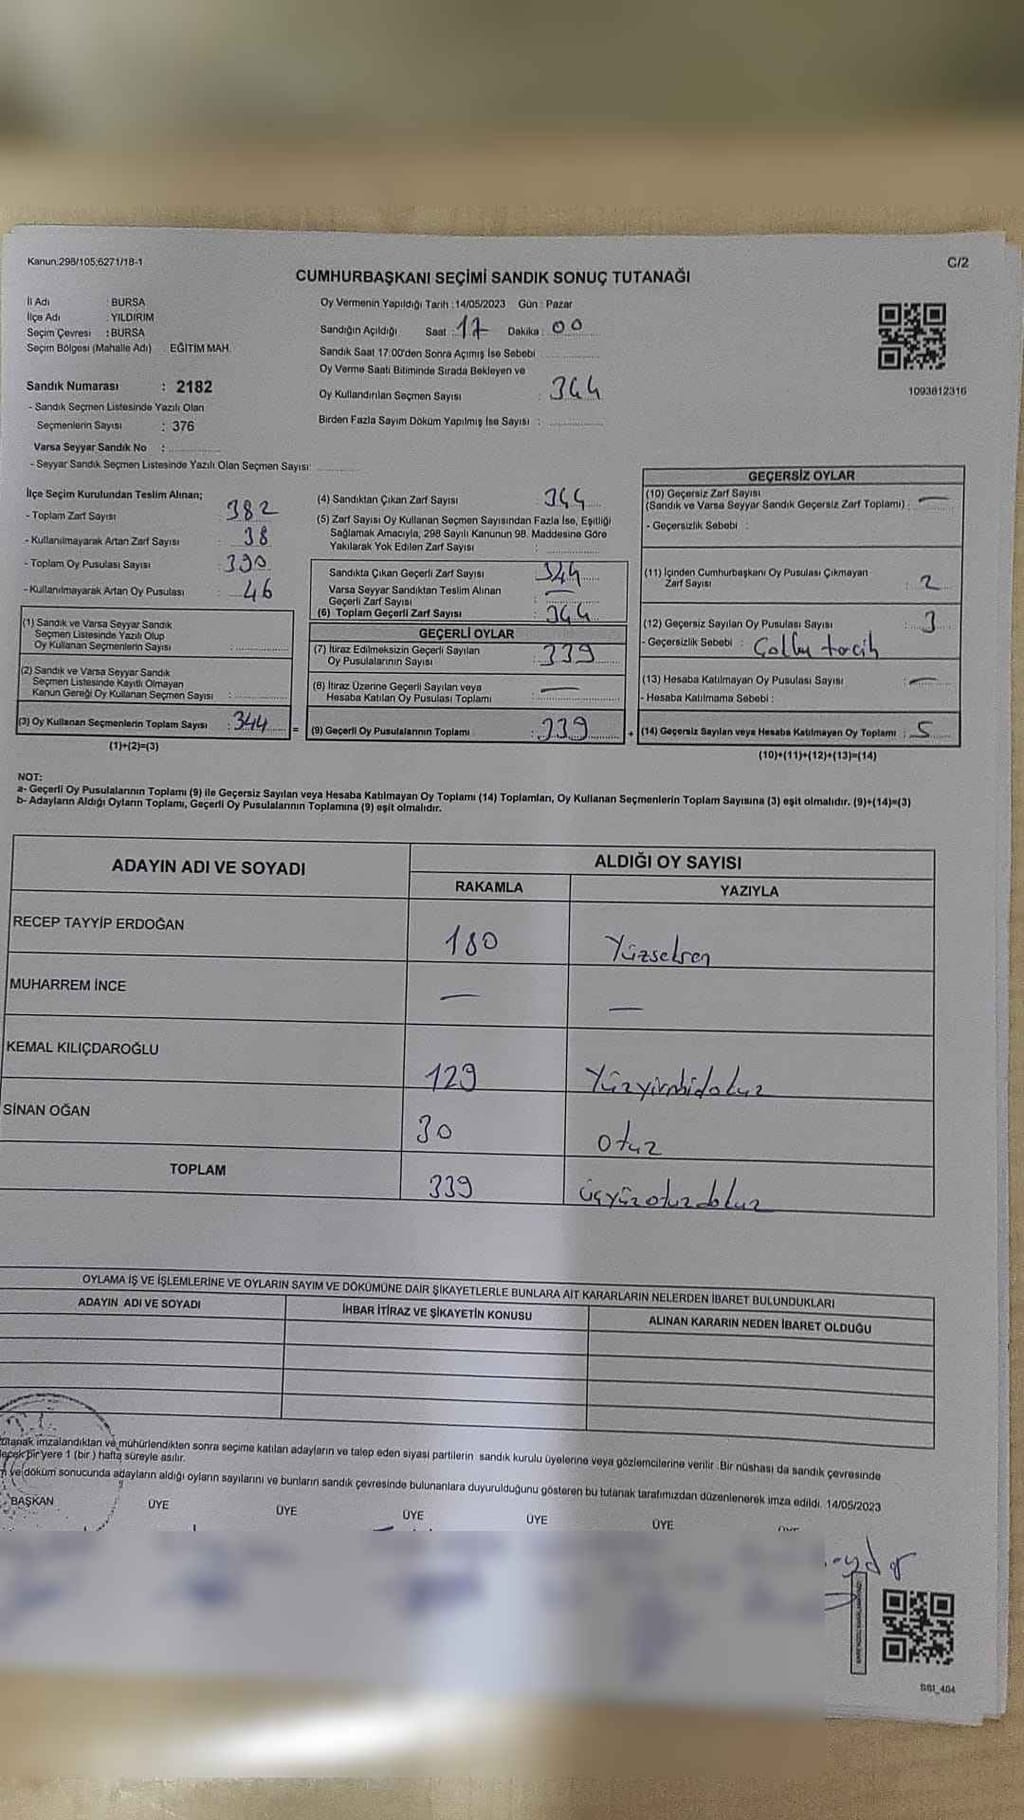 Kanun:298/105;6271/18-1
C/2
CUMHURBAŞKANI SEÇİMİ SANDIK SONUÇ TUTANAĞI
İl Adı : BURSA
İlçe Adı : YILDIRIM
Seçim Çevresi : BURSA
Seçim Bölgesi (Mahalle Adı) EĞİTİM MAH.
Sandık Numarası : 2182
- Sandık Seçmen Listesinde Yazılı Olan
Seçmenlerin Sayısı : 376
Varsa Seyyar Sandık No :
- Seyyar Sandık Seçmen Listesinde Yazılı Olan Seçmen Sayısı:
Oy Vermenin Yapıldığı Tarih :14/05/2023 Gün : Pazar
Sandığın Açıldığı Saat : 17 Dakika : 00
Sandık Saat 17:00'den Sonra Açımış İse Sebebi
Oy Verme Saati Bitiminde Sırada Bekleyen ve
Oy Kullandırılan Seçmen Sayısı : 344
Birden Fazla Sayım Döküm Yapılmış İse Sayısı :
1093612316
İlçe Seçim Kurulundan Teslim Alınan;
- Toplam Zarf Sayısı : 382
- Kullanılmayarak Artan Zarf Sayısı : 38
- Toplam Oy Pusulası Sayısı : 390
- Kullanılmayarak Artan Oy Pusulası : 46
(1) Sandık ve Varsa Seyyar Sandık
Seçmen Listesinde Yazılı Olup
Oy Kullanan Seçmenlerin Sayısı :
(2) Sandık ve Varsa Seyyar Sandık
Seçmen Listesinde Kayıtlı Olmayan
Kanun Gereği Oy Kullanan Seçmen Sayısı :
(3) Oy Kullanan Seçmenlerin Toplam Sayısı : 344
(1)+(2)=(3)
(4) Sandıktan Çıkan Zarf Sayısı : 344
(5) Zarf Sayısı Oy Kullanan Seçmen Sayısından Fazla İse, Eşitliği
Sağlamak Amacıyla, 298 Sayılı Kanunun 98. Maddesine Göre
Yakılarak Yok Edilen Zarf Sayısı :
Sandıkta Çıkan Geçerli Zarf Sayısı : 344
Varsa Seyyar Sandıktan Teslim Alınan
Geçerli Zarf Sayısı : —
(6) Toplam Geçerli Zarf Sayısı : 344
GEÇERLİ OYLAR
(7) İtiraz Edilmeksizin Geçerli Sayılan
Oy Pusulalarının Sayısı : 339
(8) İtiraz Üzerine Geçerli Sayılan veya
Hesaba Katılan Oy Pusulası Toplamı : —
= (9) Geçerli Oy Pusulalarının Toplamı : 339
GEÇERSİZ OYLAR
(10) Geçersiz Zarf Sayısı
(Sandık ve Varsa Seyyar Sandık Geçersiz Zarf Toplamı) : —
- Geçersizlik Sebebi :
(11) İçinden Cumhurbaşkanı Oy Pusulası Çıkmayan
Zarf Sayısı : 2
(12) Geçersiz Sayılan Oy Pusulası Sayısı : 3
- Geçersizlik Sebebi : Çoklu tercih
(13) Hesaba Katılmayan Oy Pusulası Sayısı : —
- Hesaba Katılmama Sebebi :
+ (14) Geçersiz Sayılan veya Hesaba Katılmayan Oy Toplamı : 5
(10)+(11)+(12)+(13)=(14)
NOT:
a- Geçerli Oy Pusulalarının Toplamı (9) ile Geçersiz Sayılan veya Hesaba Katılmayan Oy Toplamı (14) Toplamları, Oy Kullanan Seçmenlerin Toplam Sayısına (3) eşit olmalıdır. (9)+(14)=(3)
b- Adayların Aldığı Oyların Toplamı, Geçerli Oy Pusulalarının Toplamına (9) eşit olmalıdır.
ADAYIN ADI VE SOYADI
ALDIĞI OY SAYISI
RAKAMLA YAZIYLA
RECEP TAYYİP ERDOĞAN 180 Yüzseksen
MUHARREM İNCE — —
KEMAL KILIÇDAROĞLU 129 Yüzyirmidokuz
SİNAN OĞAN 30 otuz
TOPLAM 339 üçyüzotuzdokuz
OYLAMA İŞ VE İŞLEMLERİNE VE OYLARIN SAYIM VE DÖKÜMÜNE DAİR ŞİKAYETLERLE BUNLARA AİT KARARLARIN NELERDEN İBARET BULUNDUKLARI
ADAYIN ADI VE SOYADI İHBAR İTİRAZ VE ŞİKAYETİN KONUSU ALINAN KARARIN NEDEN İBARET OLDUĞU
tutanak imzalandıktan ve mühürlendikten sonra seçime katılan adayların ve talep eden siyasi partilerin sandık kurulu üyelerine veya gözlemcilerine verilir. Bir nüshası da sandık çevresinde
bir yere 1 (bir) hafta süreyle asılır.
ve döküm sonucunda adayların aldığı oyların sayılarını ve bunların sandık çevresinde bulunanlara duyurulduğunu gösteren bu tutanak tarafımızdan düzenlenerek imza edildi. 14/05/2023
BAŞKAN ÜYE ÜYE ÜYE ÜYE ÜYE
SS1_404